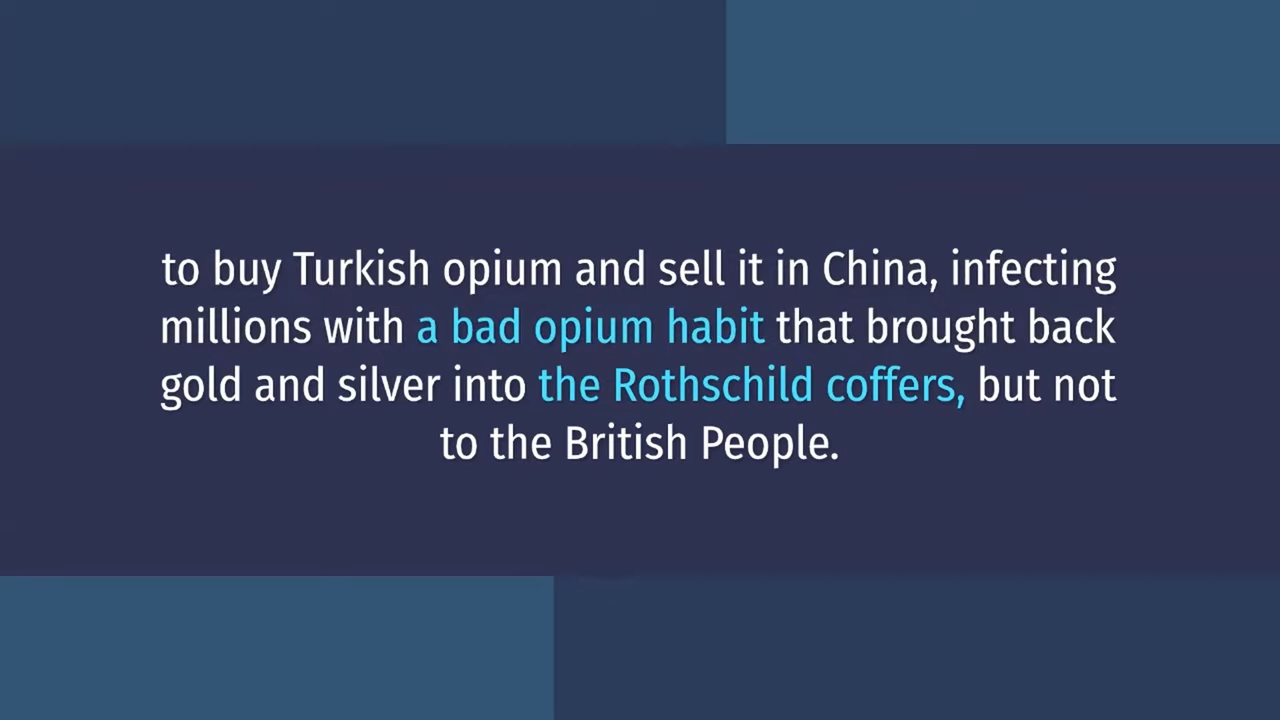 to buy Turkish opium and sell it in China, infecting
millions with a bad opium habit that brought back
gold and silver into the Rothschild coffers, but not
to the British People.